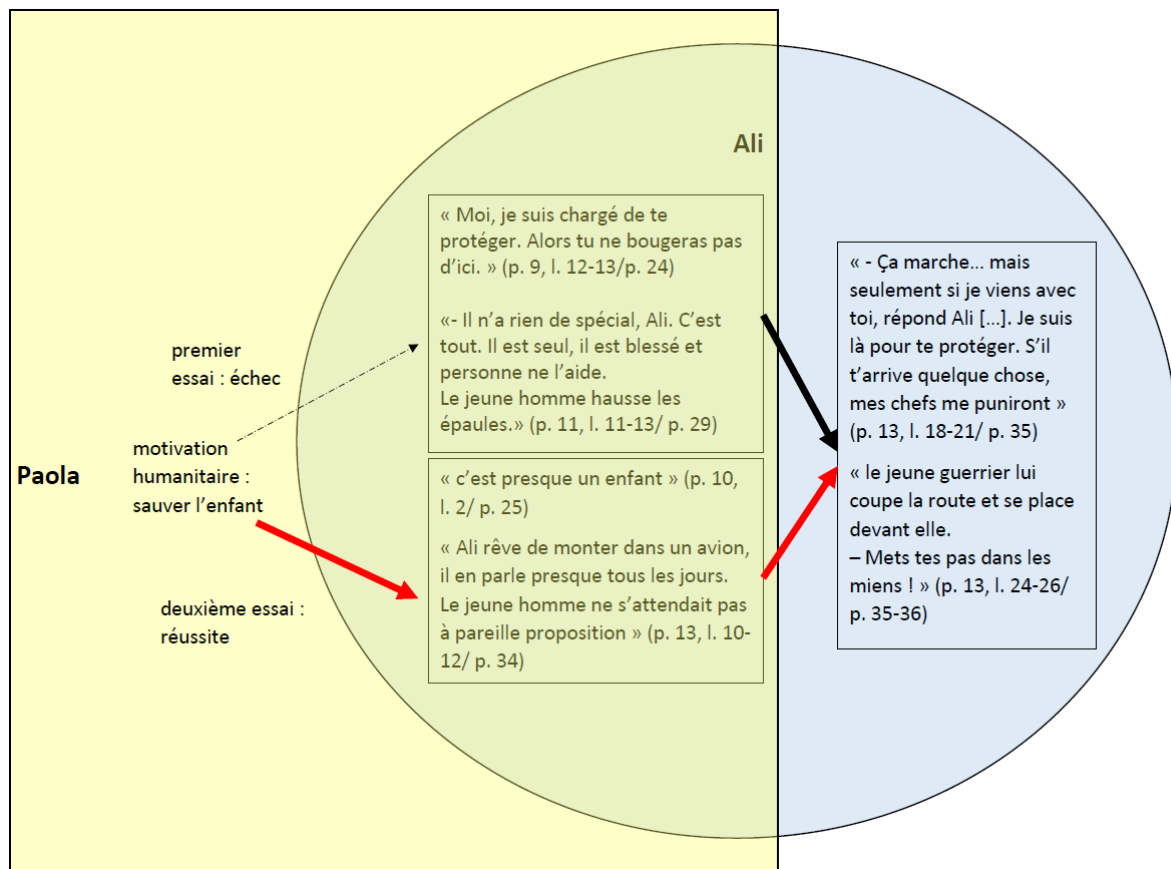 Ali
« Moi, je suis chargé de te
protéger. Alors tu ne bougeras pas
d'ici. » (p. 9, l. 12-13/p. 24)
«- Il n'a rien de spécial, Ali. C'est
tout. Il est seul, il est blessé et
personne ne l'aide.
Le jeune homme hausse les
épaules.» (p. 11, l. 11-13/ p. 29)
premier
essai : échec
Paola
motivation
humanitaire :
sauver l'enfant
« c'est presque un enfant » (p. 10,
l. 2/ p. 25)
« Ali rêve de monter dans un avion,
il en parle presque tous les jours.
Le jeune homme ne s'attendait pas
à pareille proposition » (p. 13, l. 10-
12/ p. 34)
deuxième essai :
réussite
« - Ça marche... mais
seulement si je viens avec
toi, répond Ali [...]. Je suis
là pour te protéger. S'il
t'arrive quelque chose,
mes chefs me puniront »
(p. 13, l. 18-21/ p. 35)
« le jeune guerrier lui
coupe la route et se place
devant elle.
– Mets tes pas dans les
miens ! » (p. 13, l. 24-26/
p. 35-36)